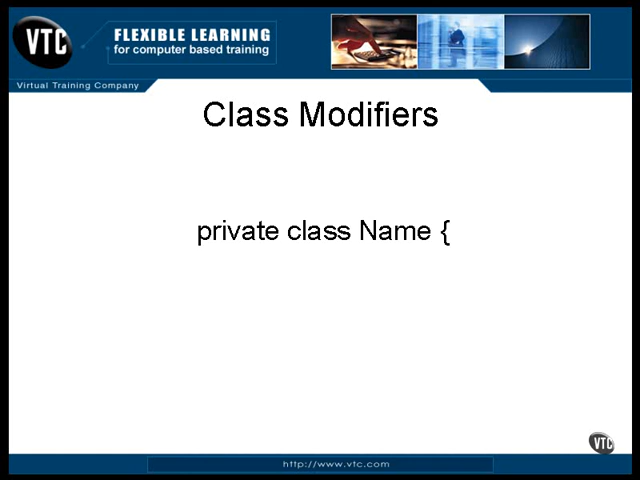 VTC
FLEXIBLE LEARNING
for computer based training
Virtual Training Company
Class Modifiers
private class Name {
VTC
http://www.vtc.com